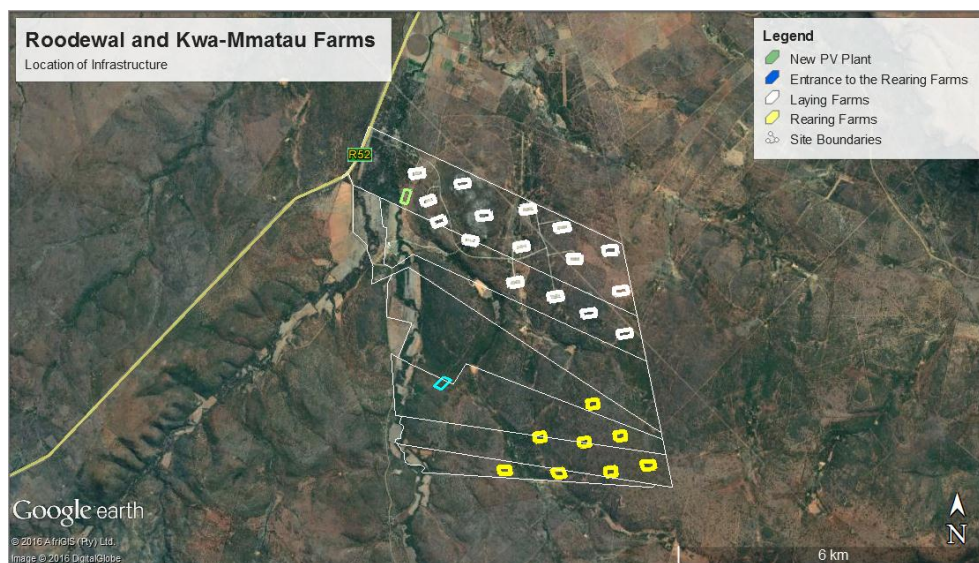 Roodewal and Kwa-Mmatau Farms
Location of Infrastructure
Legend
New PV Plant
Entrance to the Rearing Farms
Laying Farms
Rearing Farms
Site Boundaries
R52
Google earth
© 2016 AfriGIS (Pty) Ltd.
Image © 2016 DigitalGlobe
N
6 km